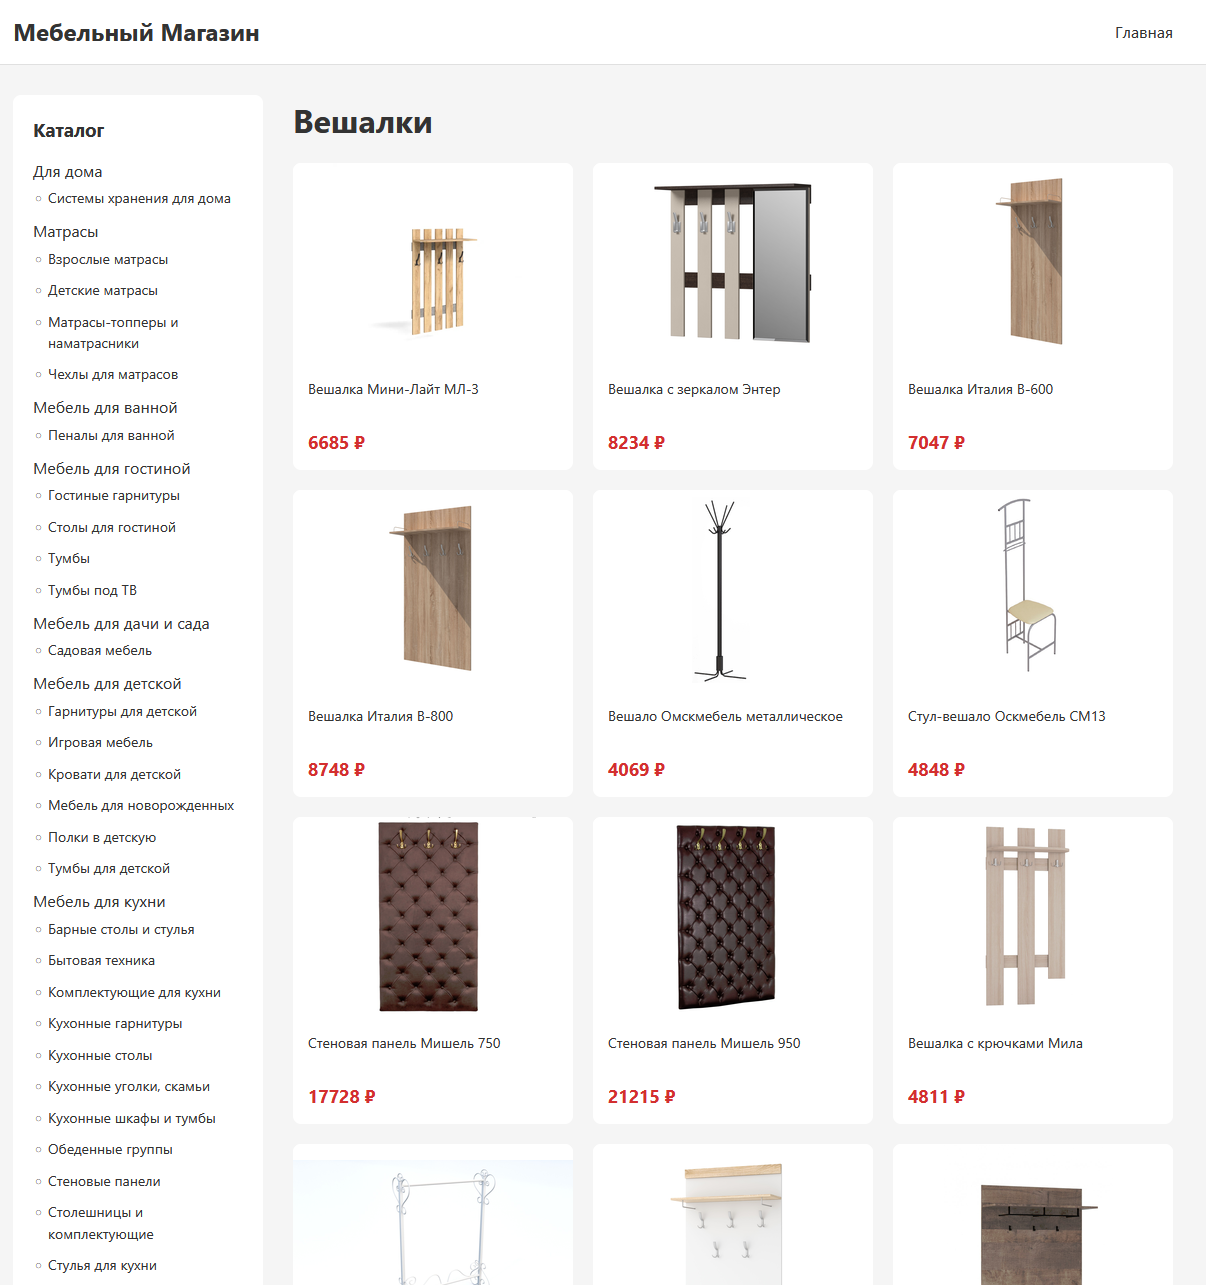 Мебельный Магазин
Главная
Каталог
Для дома
Системы хранения для дома
Матрасы
Взрослые матрасы
Детские матрасы
Матрасы-топперы и
наматрасники
Чехлы для матрасов
Мебель для ванной
Пеналы для ванной
Мебель для гостиной
Гостиные гарнитуры
Столы для гостиной
Тумбы
Тумбы под ТВ
Мебель для дачи и сада
Садовая мебель
Мебель для детской
Гарнитуры для детской
Игровая мебель
Кровати для детской
Мебель для новорожденных
Полки в детскую
Тумбы для детской
Мебель для кухни
Барные столы и стулья
Бытовая техника
Комплектующие для кухни
Кухонные гарнитуры
Кухонные столы
Кухонные уголки, скамьи
Кухонные шкафы и тумбы
Обеденные группы
Стеновые панели
Столешницы и
комплектующие
Стулья для кухни
Вешалки
Вешалка Мини-Лайт МЛ-3
6685 ₽
Вешалка с зеркалом Энтер
8234 ₽
Вешалка Италия В-600
7047 ₽
Вешалка Италия В-800
8748 ₽
Вешало Омскмебель металлическое
4069 ₽
Стул-вешало Оскмебель СМ13
4848 ₽
Стеновая панель Мишель 750
17728 ₽
Стеновая панель Мишель 950
21215 ₽
Вешалка с крючками Мила
4811 ₽